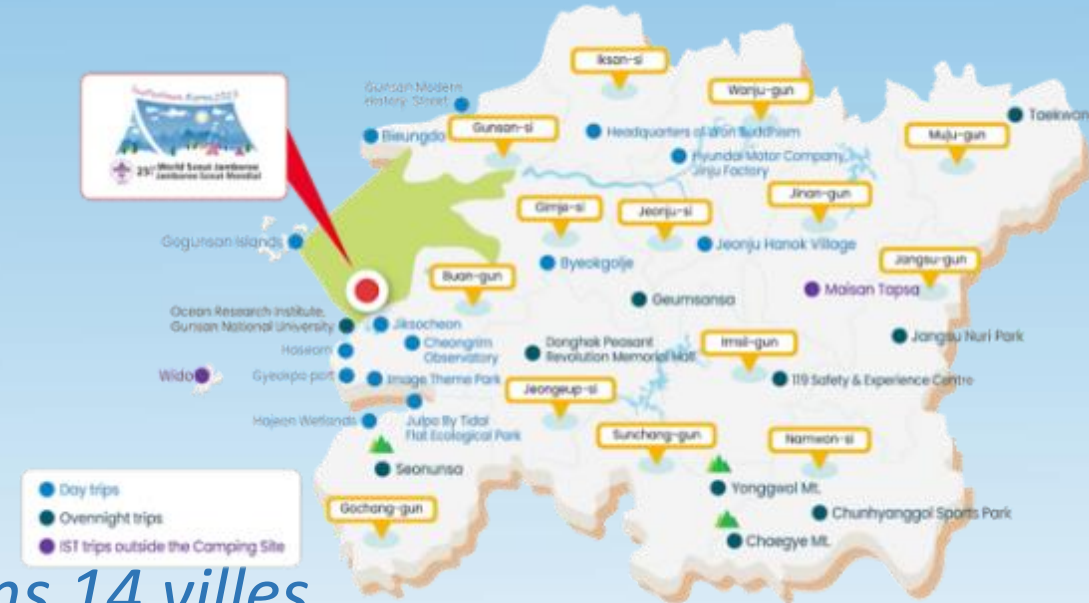 Iksan-si
Wanju-gun
Gunsan Modern
History Street
Bieungdo
Gunsan-si
Headquarters of Won Buddhism
Muju-gun
Taekwon
Hyundai Motor Company,
Jinju Factory
25th World Scout Jamboree
Jamboree Scout Mondial
Jinan-gun
Gimje-si
Jeonju-si
Gogunsan Islands
Jeonju Hanok Village
Byeokgolje
Jangsu-gun
Buan-gun
Maisan Tapsa
Geumsansa
Ocean Research Institute,
Gunsan National University
Jiksocheon
Jangsu Nuri Park
Cheongrim
Observatory
Donghak Peasant
Revolution Memorial Hall
Imsil-gun
Wido
Gyeokpo port
Image Theme Park
119 Safety & Experience Centre
Jeongeup-si
Hajeon Wetlands
Julpo By Tidal
Flat Ecological Park
Sunchang-gun
Namwon-si
Seonunsa
Day trips
Yonggwol Mt.
Overnight trips
Gochang-gun
Chunhyanggol Sports Park
IST trips outside the Camping Site
Chaegye Mt.
ns 14 villes